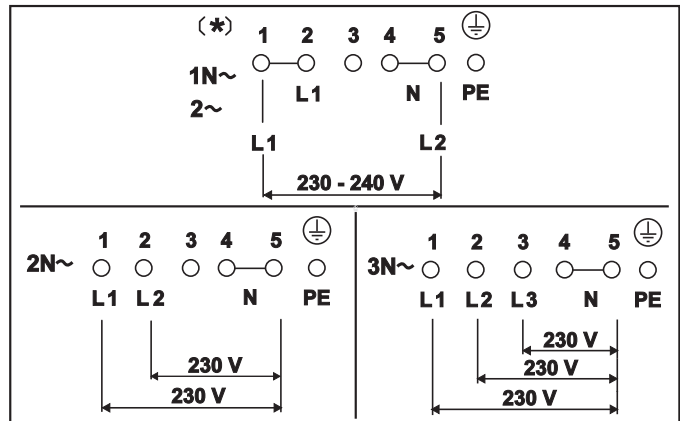 (*) 1 2 3 4 5
1N~ L1 N PE
2~
L1 L2
230 - 240 V
1 2 3 4 5
2N~
L1 L2 N PE
230 V
230 V
1 2 3 4 5
3N~
L1 L2 L3 N PE
230 V
230 V
230 V